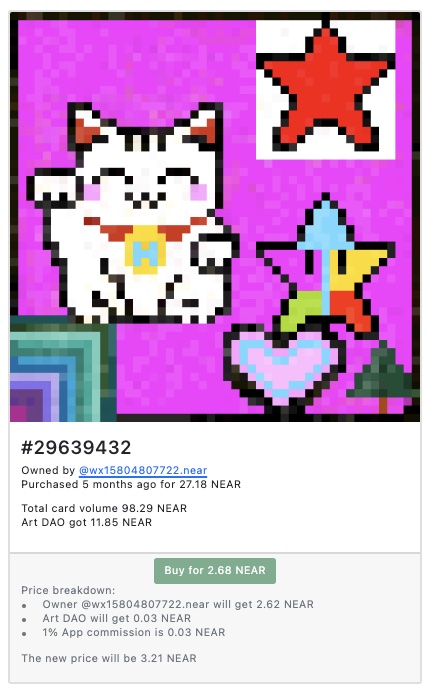 #29639432
Owned by @wx15804807722.near
Purchased 5 months ago for 27.18 NEAR
Total card volume 98.29 NEAR
Art DAO got 11.85 NEAR
Buy for 2.68 NEAR
Price breakdown:
• Owner @wx15804807722.near will get 2.62 NEAR
• Art DAO will get 0.03 NEAR
• 1% App commission is 0.03 NEAR
The new price will be 3.21 NEAR